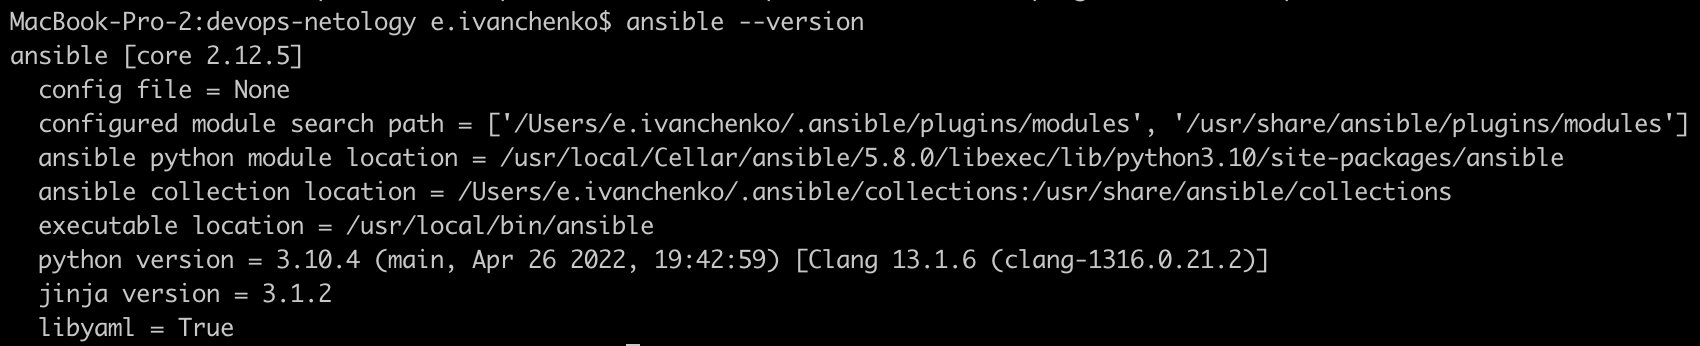 MacBook-Pro-2:devops-netology e.ivanchenko$ ansible --version
ansible [core 2.12.5]
  config file = None
  configured module search path = ['/Users/e.ivanchenko/.ansible/plugins/modules', '/usr/share/ansible/plugins/modules']
  ansible python module location = /usr/local/Cellar/ansible/5.8.0/libexec/lib/python3.10/site-packages/ansible
  ansible collection location = /Users/e.ivanchenko/.ansible/collections:/usr/share/ansible/collections
  executable location = /usr/local/bin/ansible
  python version = 3.10.4 (main, Apr 26 2022, 19:42:59) [Clang 13.1.6 (clang-1316.0.21.2)]
  jinja version = 3.1.2
  libyaml = True